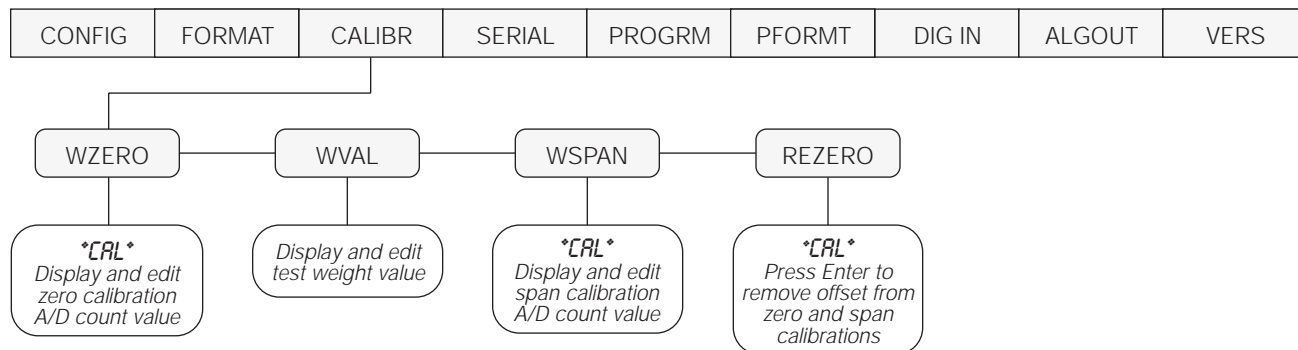 CONFIG FORMAT CALIBR SERIAL PROGRM PFORMT DIG IN ALGOUT VERS
WZERO WVAL WSPAN REZERO
*CAL*
Display and edit
zero calibration
A/D count value
Display and edit
test weight value
*CAL*
Display and edit
span calibration
A/D count value
*CAL*
Press Enter to
remove offset from
zero and span
calibrations